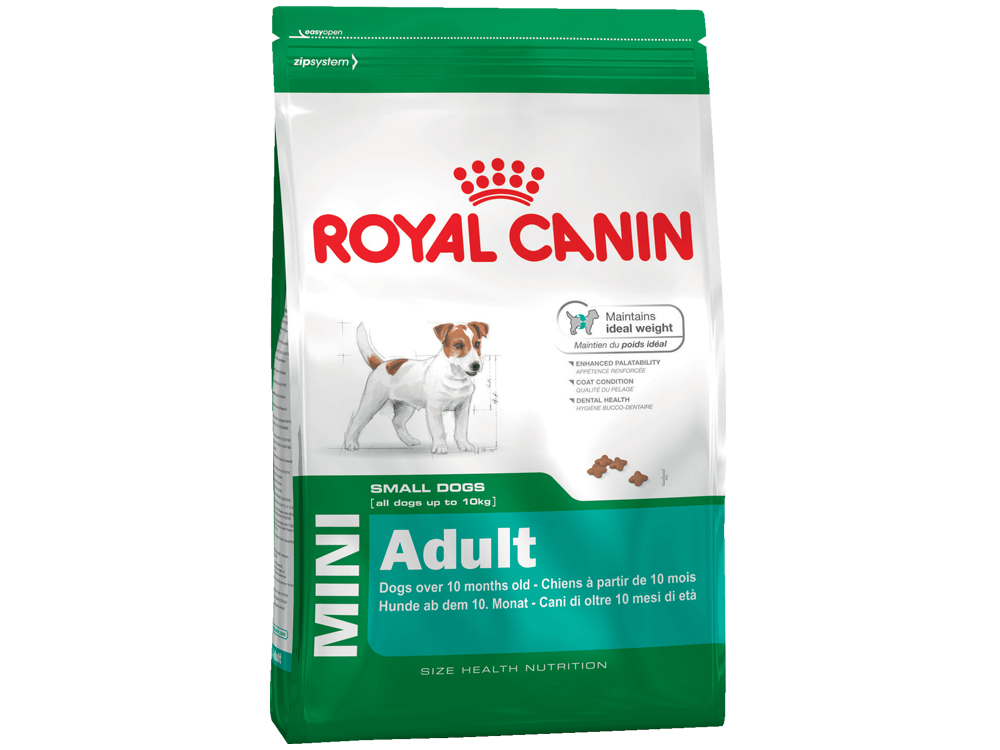 easyopen
zipsystem
ROYAL CANIN
Maintains
ideal weight
Maintien du poids idéal
ENHANCED PALATABILITY
APPÉTENCE RENFORCÉE
COAT CONDITION
QUALITÉ DU PELAGE
DENTAL HEALTH
HYGIÈNE BUCCO-DENTAIRE
SMALL DOGS
[all dogs up to 10kg]
MINI
Adult
Dogs over 10 months old - Chiens à partir de 10 mois
Hunde ab dem 10. Monat - Cani di oltre 10 mesi di età
SIZE HEALTH NUTRITION